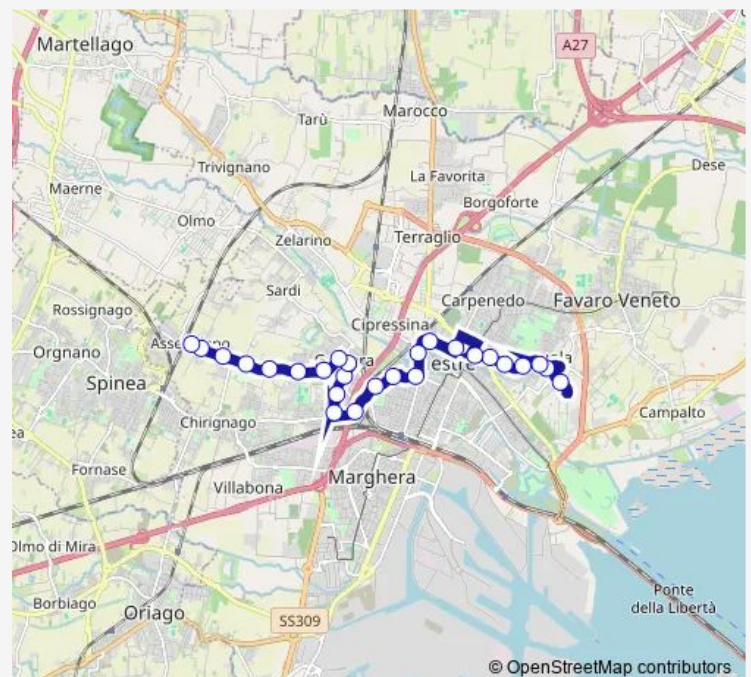 Martellago
A27
Tarù
Marocco
Trivignano
Dese
La Favorita
Maerne
Borgoforte
Olmo
Zelarino
Terraglio
Sardi
Carpenedo
Favaro Veneto
Rossignago
Cipressina
Orgnano
Spinea
Chirignago
Campalto
Fornase
Villabona
Marghera
Olmo di Mira
Ponte
della Libertà
Borbiago
Oriago
SS309
© OpenStreetMap contributors